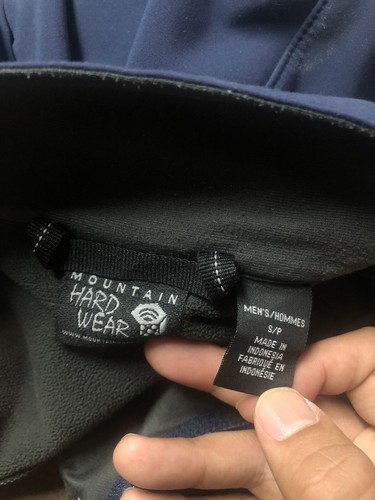 MOUNTAIN
HARD
WEAR
MEN'S/HOMMES
S/P
MADE IN
INDONESIA
FABRIQUÉ EN
INDONÉSIE